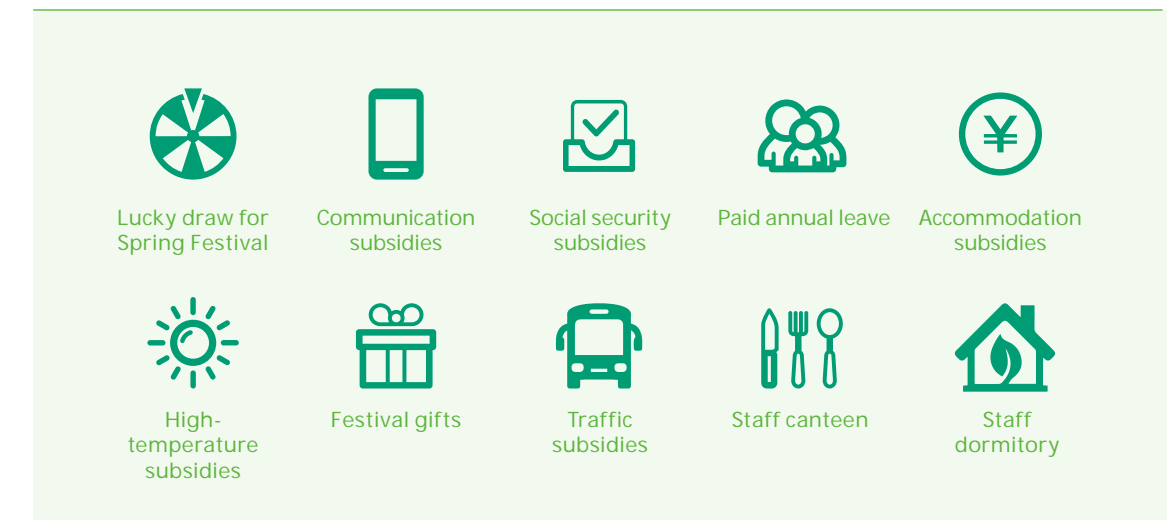 Lucky draw for
Spring Festival
Communication
subsidies
Social security
subsidies
Paid annual leave
Accommodation
subsidies
¥
High-
temperature
subsidies
Festival gifts
Traffic
subsidies
Staff canteen
Staff
dormitory